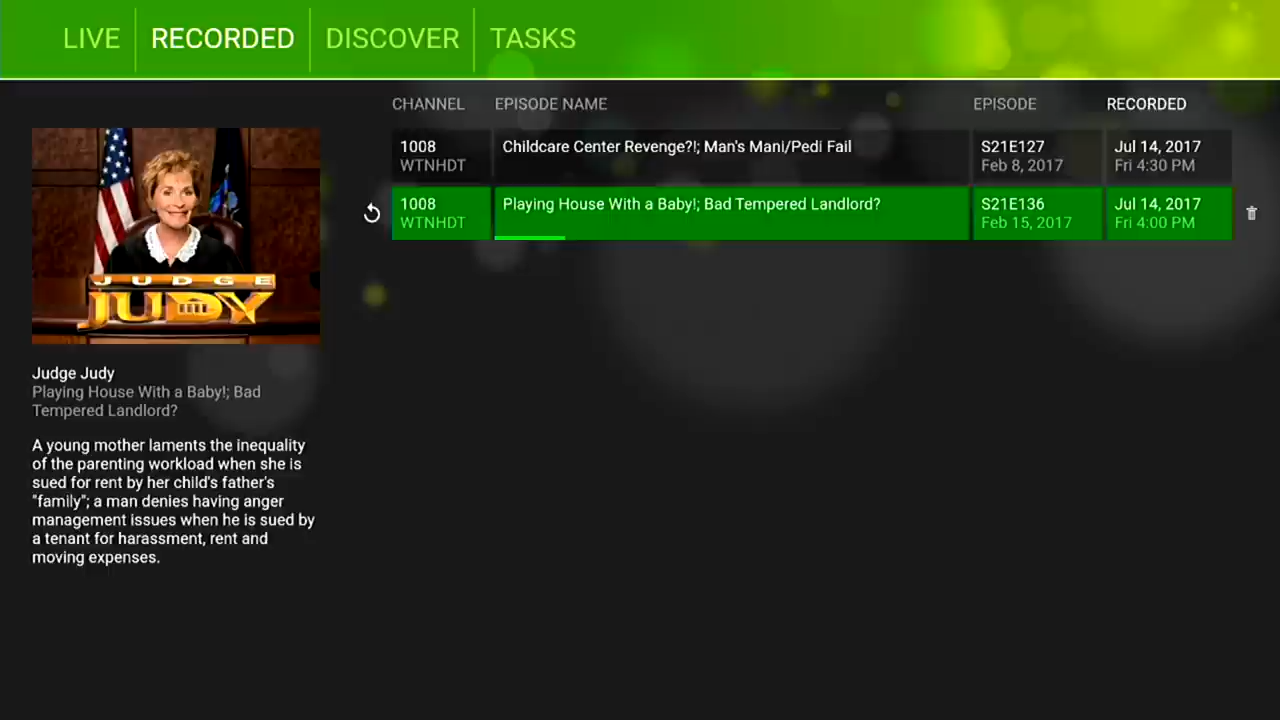 LIVE RECORDED DISCOVER TASKS
CHANNEL EPISODE NAME EPISODE RECORDED
1008 Childcare Center Revenge?!; Man's Mani/Pedi Fail S21E127 Jul 14, 2017
WTNHDT Feb 8, 2017 Fri 4:30 PM
1008 Playing House With a Baby!; Bad Tempered Landlord? S21E136 Jul 14, 2017
WTNHDT Feb 15, 2017 Fri 4:00 PM
JUDGE
JUDY
Judge Judy
Playing House With a Baby!; Bad
Tempered Landlord?
A young mother laments the inequality
of the parenting workload when she is
sued for rent by her child's father's
"family"; a man denies having anger
management issues when he is sued by
a tenant for harassment, rent and
moving expenses.